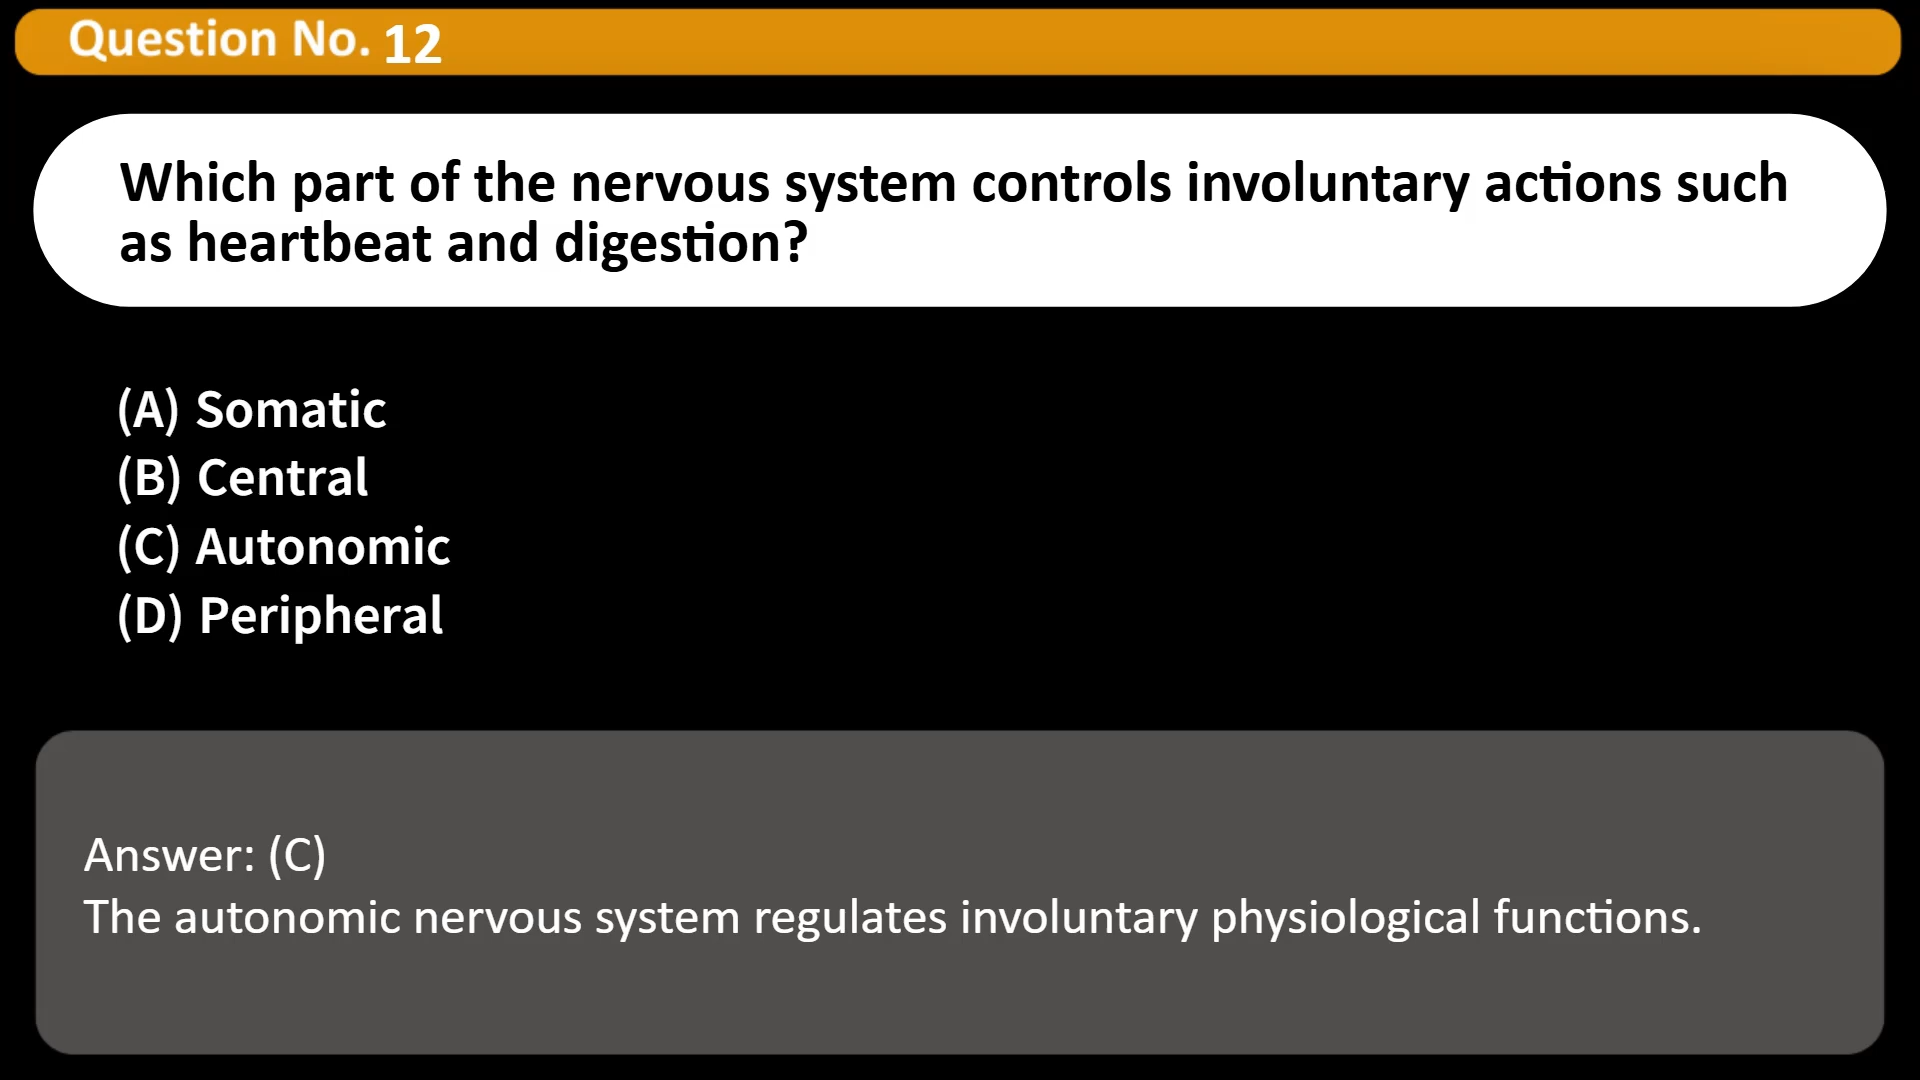 Question No. 12
Which part of the nervous system controls involuntary actions such
as heartbeat and digestion?
(A) Somatic
(B) Central
(C) Autonomic
(D) Peripheral
Answer: (C)
The autonomic nervous system regulates involuntary physiological functions.